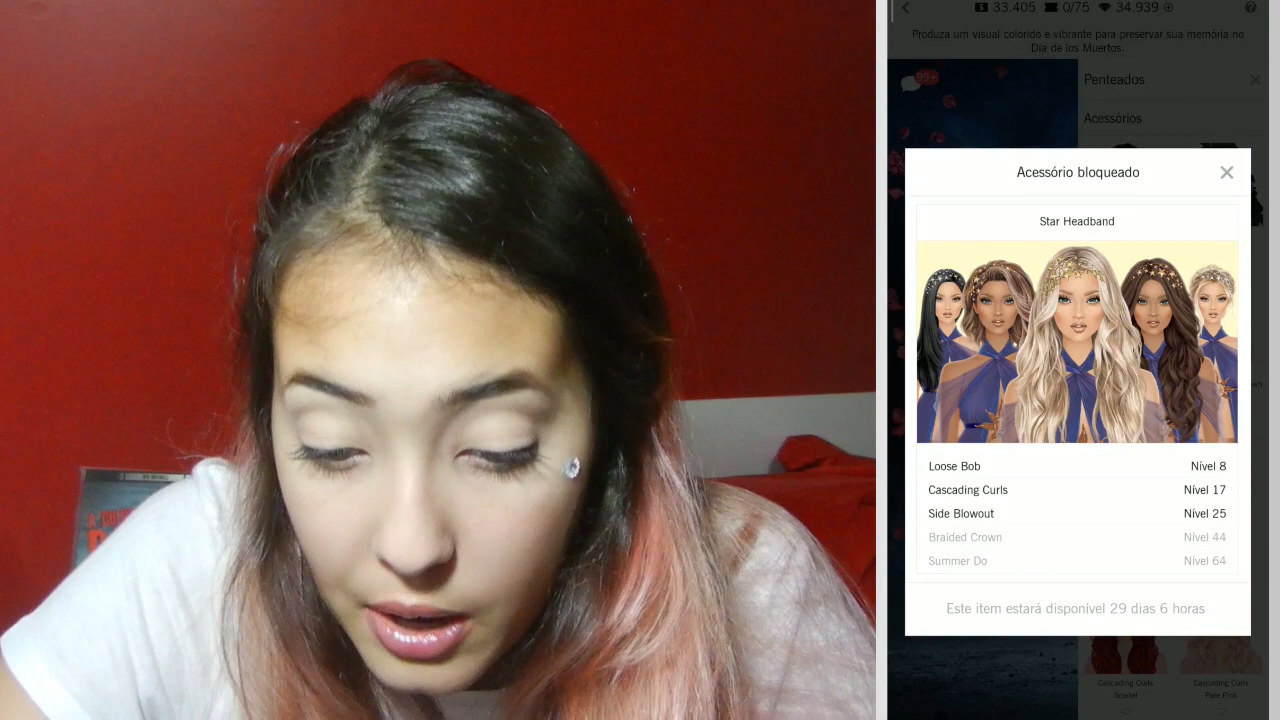 33.405 0/75 34.939
Produza um visual colorido e vibrante para preservar sua memória no
Dia de los Muertos.
99+
Penteados
Acessórios
Acessório bloqueado
Star Headband
Loose Bob Nível 8
Cascading Curls Nível 17
Side Blowout Nível 25
Braided Crown Nível 44
Summer Do Nível 64
Este item estará disponível 29 dias 6 horas
Cascading Curls
Scarlet
Cascading Curls
Pale Pink